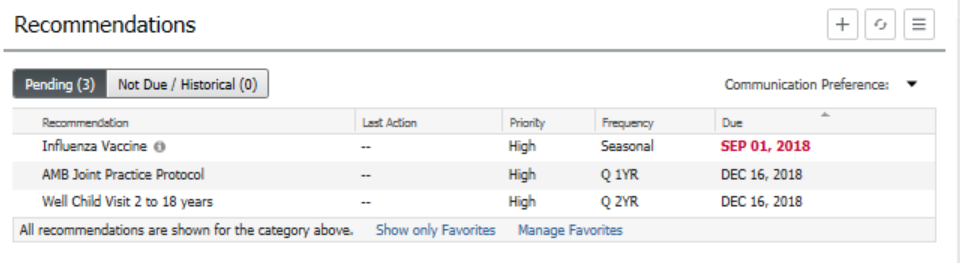 Recommendations
Pending (3) Not Due / Historical (0) Communication Preference:
Recommendation Last Action Priority Frequency Due
Influenza Vaccine -- High Seasonal SEP 01, 2018
AMB Joint Practice Protocol -- High Q 1YR DEC 16, 2018
Well Child Visit 2 to 18 years -- High Q 2YR DEC 16, 2018
All recommendations are shown for the category above. Show only Favorites Manage Favorites